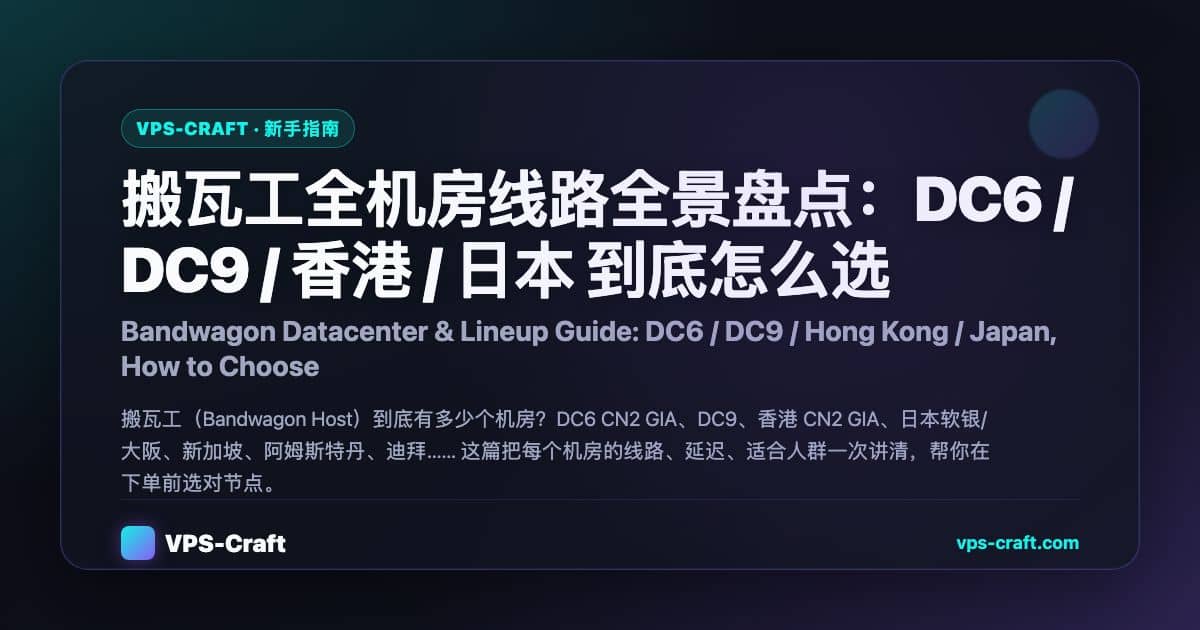 VPS-CRAFT · 新手指南
搬瓦工全机房线路全景盘点：DC6 /
DC9 / 香港 / 日本 到底怎么选
Bandwagon Datacenter & Lineup Guide: DC6 / DC9 / Hong Kong / Japan,
How to Choose
搬瓦工（Bandwagon Host）到底有多少个机房？DC6 CN2 GIA、DC9、香港 CN2 GIA、日本软银/
大阪、新加坡、阿姆斯特丹、迪拜…… 这篇把每个机房的线路、延迟、适合人群一次讲清，帮你在
下单前选对节点。
VPS-Craft
vps-craft.com